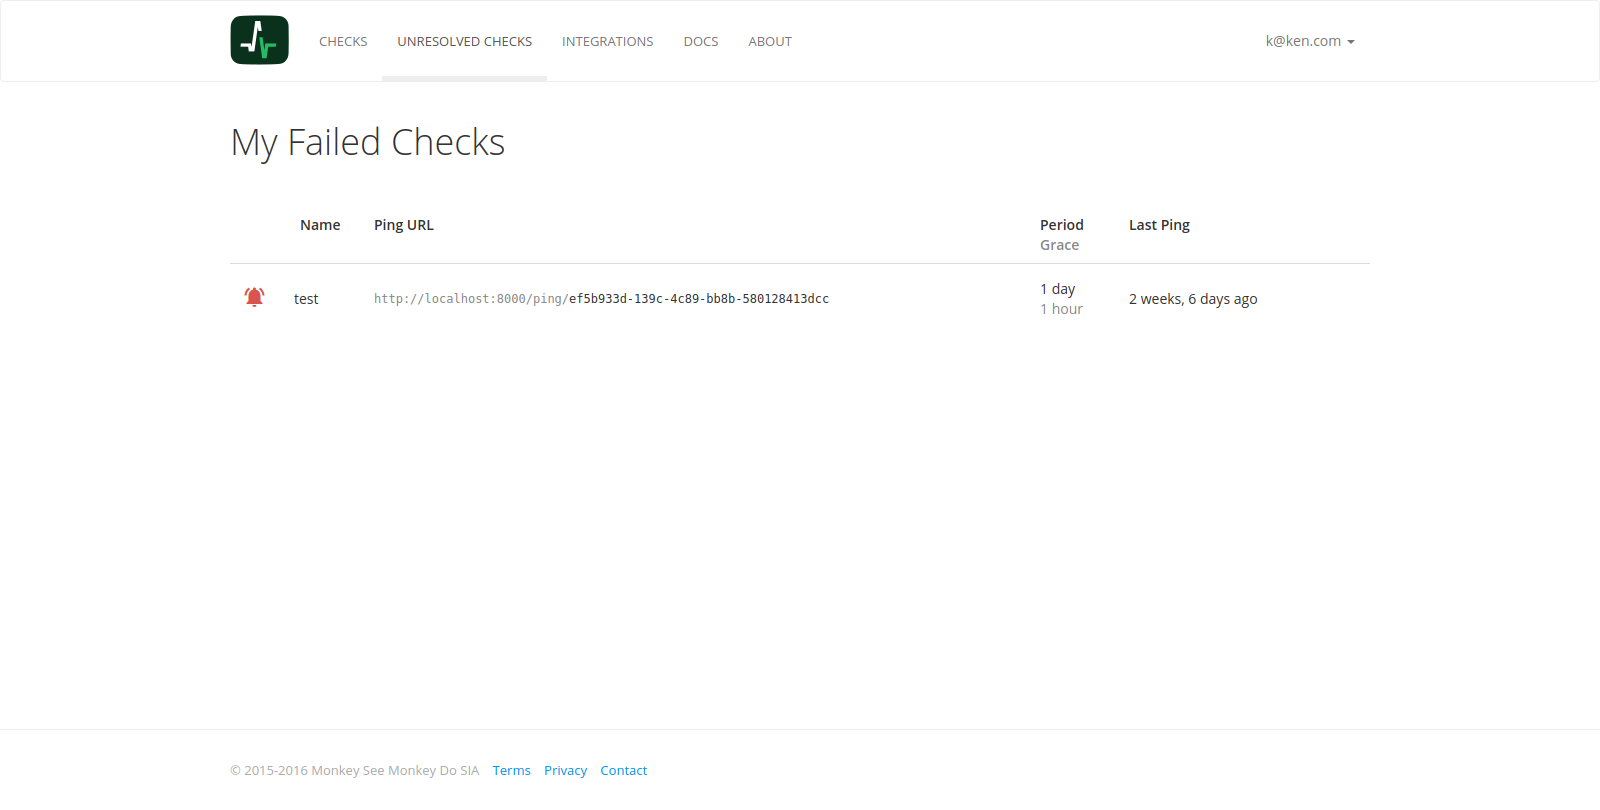 CHECKS UNRESOLVED CHECKS INTEGRATIONS DOCS ABOUT k@ken.com
My Failed Checks
Name Ping URL Period Last Ping
Grace
test http://localhost:8000/ping/ef5b933d-139c-4c89-bb8b-580128413dcc 1 day 2 weeks, 6 days ago
1 hour
© 2015-2016 Monkey See Monkey Do SIA Terms Privacy Contact